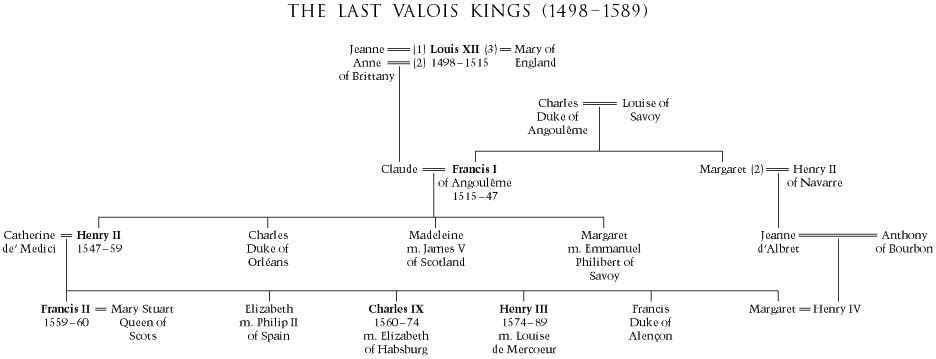 THE LAST VALOIS KINGS (1498–1589)
Jeanne (1) Louis XII (3) Mary of
Anne (2) 1498–1515 England
of Brittany
Charles Louise of
Duke of Savoy
Angoulême
Claude Francis I Margaret (2) Henry II
of Angoulême of Navarre
1515–47
Catherine Henry II Charles Madeleine Margaret Jeanne Anthony
de' Medici 1547–59 Duke of m. James V m. Emmanuel d'Albret of Bourbon
Orléans of Scotland Philibert of
Savoy
Francis II Mary Stuart Elizabeth Charles IX Henry III Francis Margaret Henry IV
1559–60 Queen of m. Philip II 1560–74 1574–89 Duke of
Scots of Spain m. Elizabeth m. Louise Alençon
of Habsburg de Mercoeur